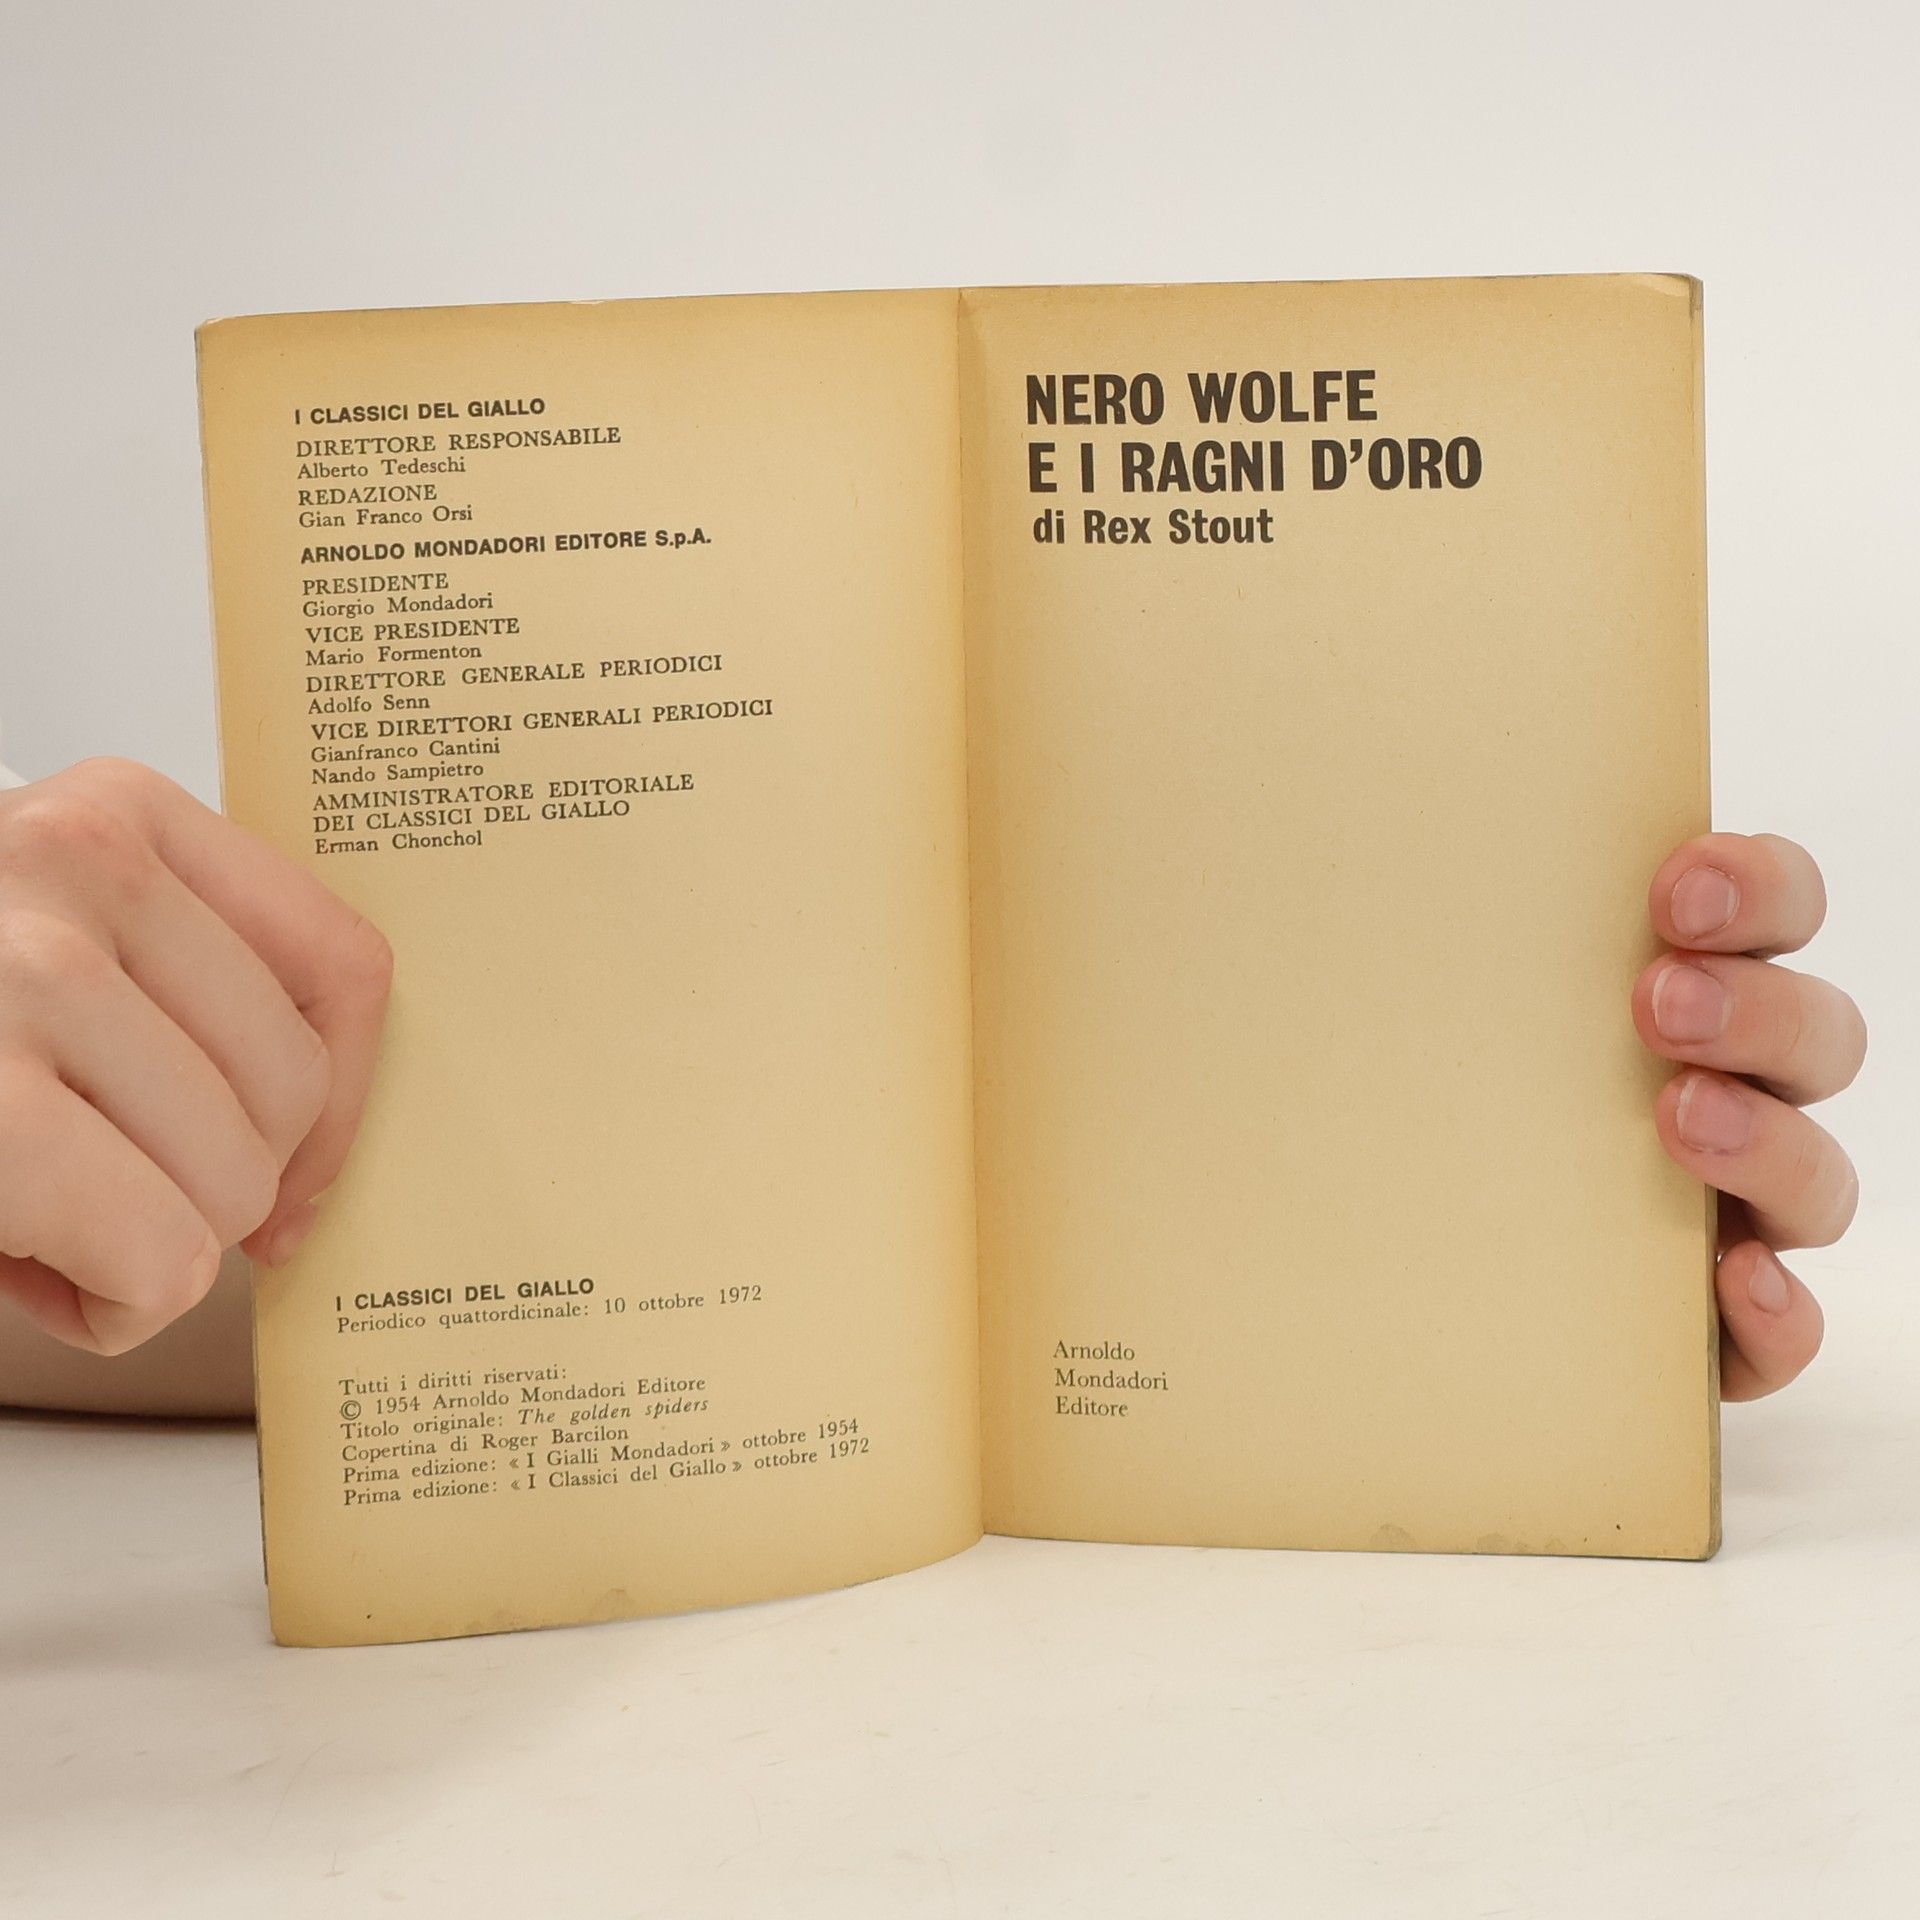 I CLASSICI DEL GIALLO
DIRETTORE RESPONSABILE
Alberto Tedeschi
REDAZIONE
Gian Franco Orsi
ARNOLDO MONDADORI EDITORE S.p.A.
PRESIDENTE
Giorgio Mondadori
VICE PRESIDENTE
Mario Formenton
DIRETTORE GENERALE PERIODICI
Adolfo Senn
VICE DIRETTORI GENERALI PERIODICI
Gianfranco Cantini
Nando Sampietro
AMMINISTRATORE EDITORIALE
DEI CLASSICI DEL GIALLO
Erman Chonchol
I CLASSICI DEL GIALLO
Periodico quattordicinale: 10 ottobre 1972
Tutti i diritti riservati:
© 1954 Arnoldo Mondadori Editore
Titolo originale: The golden spiders
Copertina di Roger Barcilon
Prima edizione: « I Gialli Mondadori » ottobre 1954
Prima edizione: « I Classici del Giallo » ottobre 1972
NERO WOLFE
E I RAGNI D'ORO
di Rex Stout
Arnoldo
Mondadori
Editore